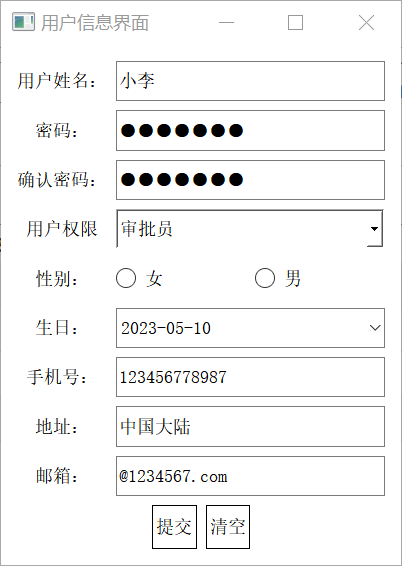 用户信息界面
用户姓名： 小李
密码： ●●●●●●●
确认密码： ●●●●●●●
用户权限 审批员
性别： 女 男
生日： 2023-05-10
手机号： 123456778987
地址： 中国大陆
邮箱： @1234567.com
提交 清空